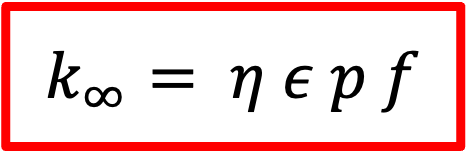 k∞ = η ϵ p f